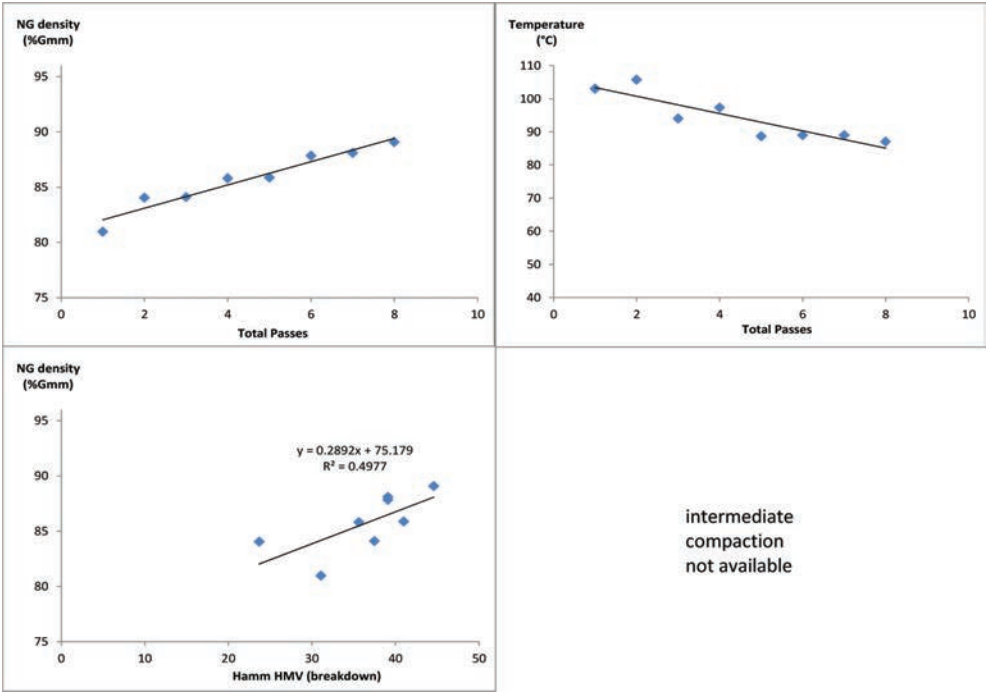 NG density
(%Gmm)
95
90
85
80
75
0 2 4 6 8 10
Total Passes
Temperature
(°C)
110
100
90
80
70
60
50
40
0 2 4 6 8 10
Total Passes
NG density
(%Gmm)
95
90
85
80
75
y = 0.2892x + 75.179
R² = 0.4977
0 10 20 30 40 50
Hamm HMV (breakdown)
intermediate
compaction
not available